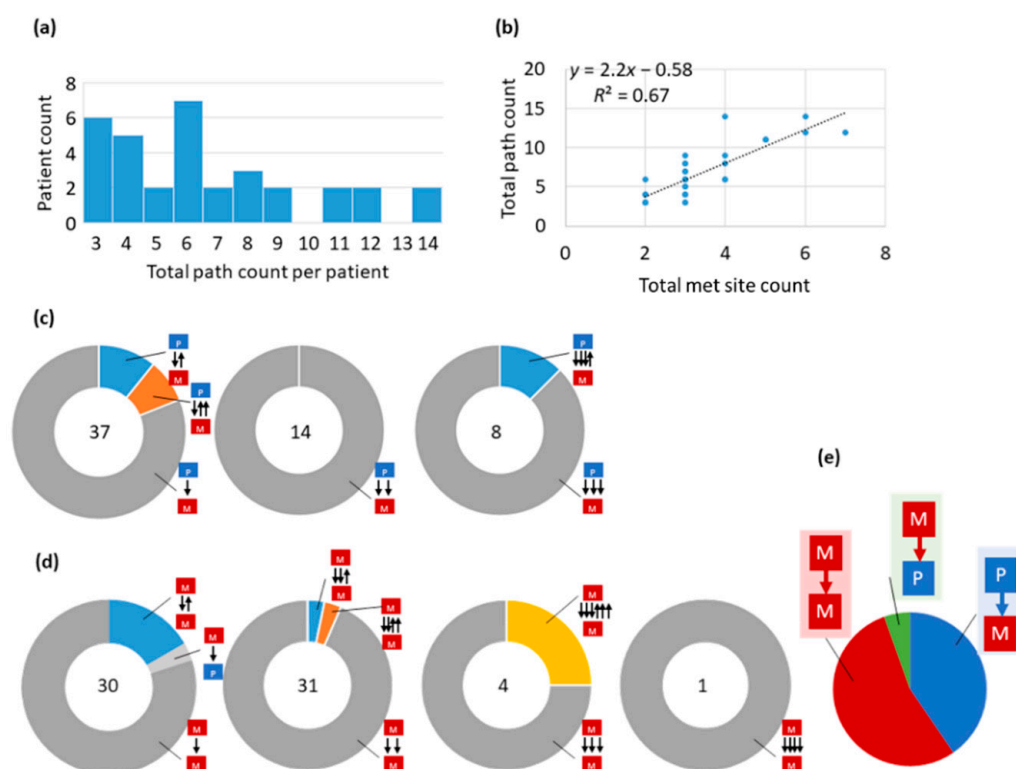 (a)
Patient count
8
6
4
2
0
3 4 5 6 7 8 9 10 11 12 13 14
Total path count per patient
(b)
Total path count
20
15
10
5
0
y = 2.2x – 0.58
R² = 0.67
0 2 4 6 8
Total met site count
(c)
37
P
M
P
M
P
M
14
P
M
8
P
M
P
M
(d)
30
M
M
M
P
M
M
31
M
M
M
M
M
M
4
M
M
M
M
1
M
M
(e)
M
M
M
P
P
M